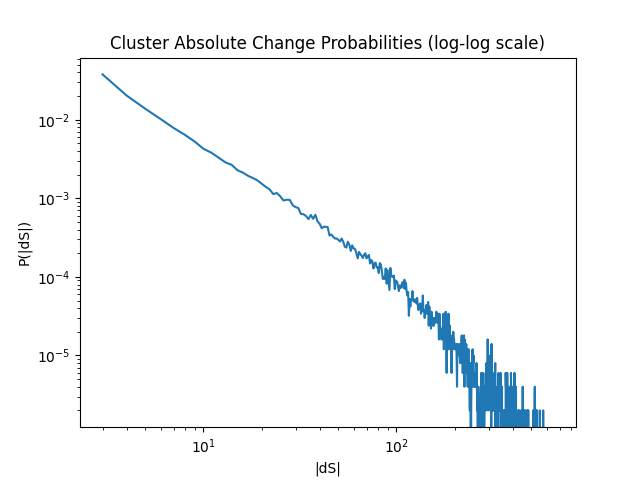 Cluster Absolute Change Probabilities (log-log scale)
P(|dS|)
10⁻²
10⁻³
10⁻⁴
10⁻⁵
10¹
10²
|dS|